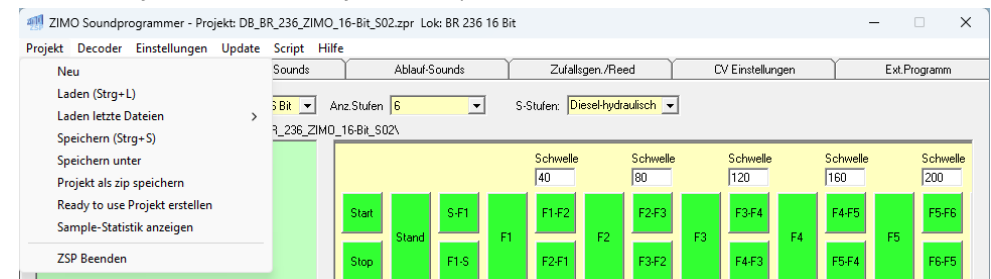 ZIMO Soundprogrammer - Projekt: DB_BR_236_ZIMO_16-Bit_S02.zpr Lok: BR 236 16 Bit
Projekt Decoder Einstellungen Update Script Hilfe
Neu
Laden (Strg+L)
Laden letzte Dateien
Speichern (Strg+S)
Speichern unter
Projekt als zip speichern
Ready to use Projekt erstellen
Sample-Statistik anzeigen
ZSP Beenden
Sounds Ablauf-Sounds Zufallsgen./Reed CV Einstellungen Ext.Programm
Bit Anz.Stufen 6 S-Stufen: Diesel-hydraulisch
_236_ZIMO_16-Bit_S02\
Schwelle Schwelle Schwelle Schwelle Schwelle
40 80 120 160 200
Start S-F1 F1-F2 F2-F3 F3-F4 F4-F5 F5-F6
Stand F1 F2 F3 F4 F5
Stop F1-S F2-F1 F3-F2 F4-F3 F5-F4 F6-F5